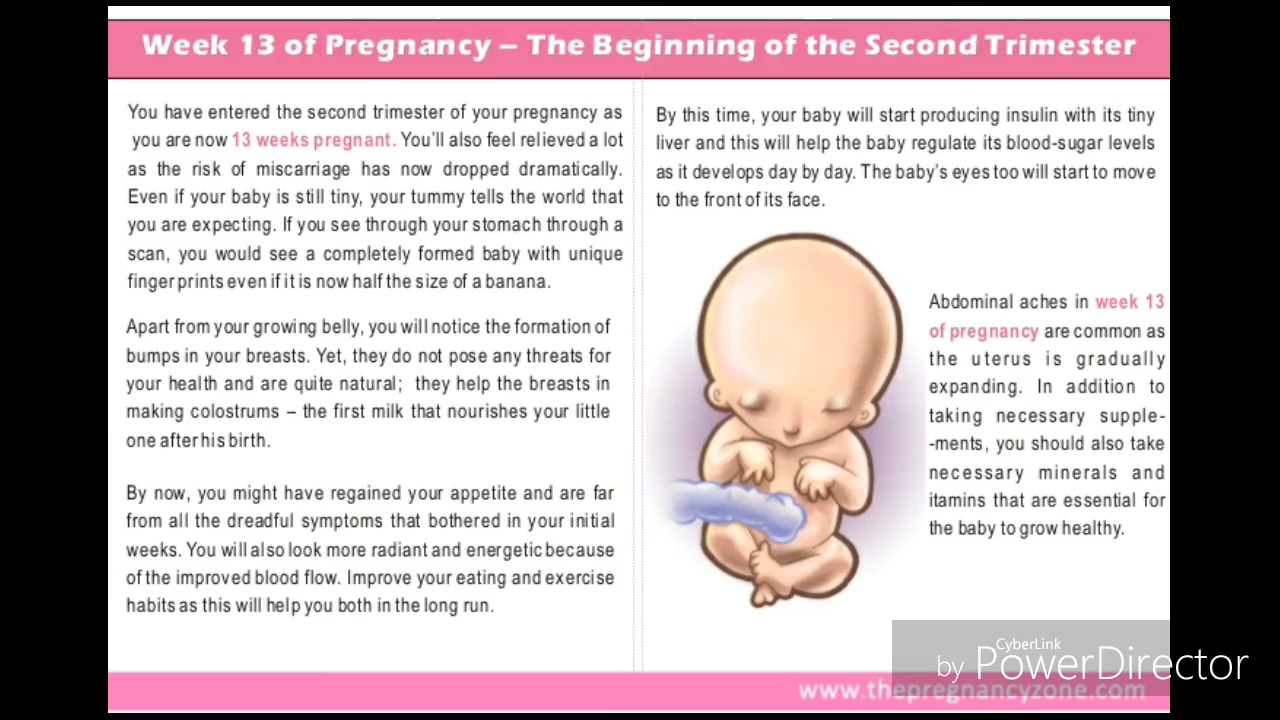 Week 13 of Pregnancy – The Beginning of the Second Trimester
You have entered the second trimester of your pregnancy as
you are now 13 weeks pregnant. You'll also feel relieved a lot
as the risk of miscarriage has now dropped dramatically.
Even if your baby is still tiny, your tummy tells the world that
you are expecting. If you see through your stomach through a
scan, you would see a completely formed baby with unique
finger prints even if it is now half the size of a banana.
Apart from your growing belly, you will notice the formation of
bumps in your breasts. Yet, they do not pose any threats for
your health and are quite natural; they help the breasts in
making colostrums – the first milk that nourishes your little
one after his birth.
By now, you might have regained your appetite and are far
from all the dreadful symptoms that bothered in your initial
weeks. You will also look more radiant and energetic because
of the improved blood flow. Improve your eating and exercise
habits as this will help you both in the long run.
By this time, your baby will start producing insulin with its tiny
liver and this will help the baby regulate its blood-sugar levels
as it develops day by day. The baby's eyes too will start to move
to the front of its face.
Abdominal aches in week 13
of pregnancy are common as
the uterus is gradually
expanding. In addition to
taking necessary supple-
-ments, you should also take
necessary minerals and
itamins that are essential for
the baby to grow healthy.
CyberLink
by PowerDirector
www.thepregnancyzone.com